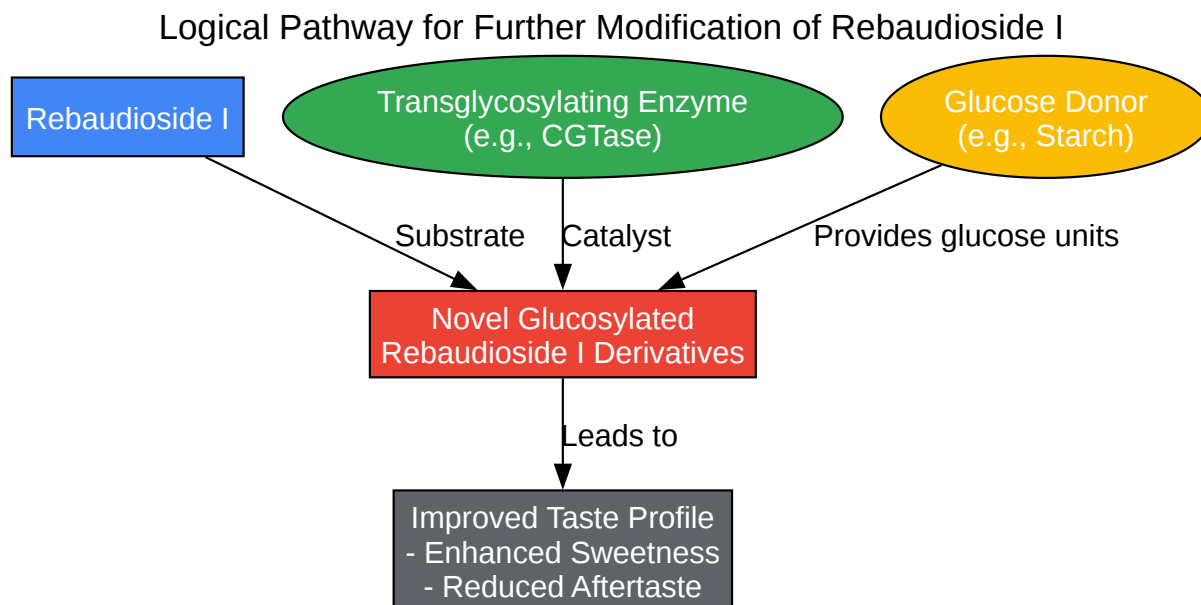 Logical Pathway for Further Modification of Rebaudioside I
Rebaudioside I
Transglycosylating Enzyme
(e.g., CGTase)
Glucose Donor
(e.g., Starch)
Substrate
Catalyst
Provides glucose units
Novel Glucosylated
Rebaudioside I Derivatives
Leads to
Improved Taste Profile
- Enhanced Sweetness
- Reduced Aftertaste